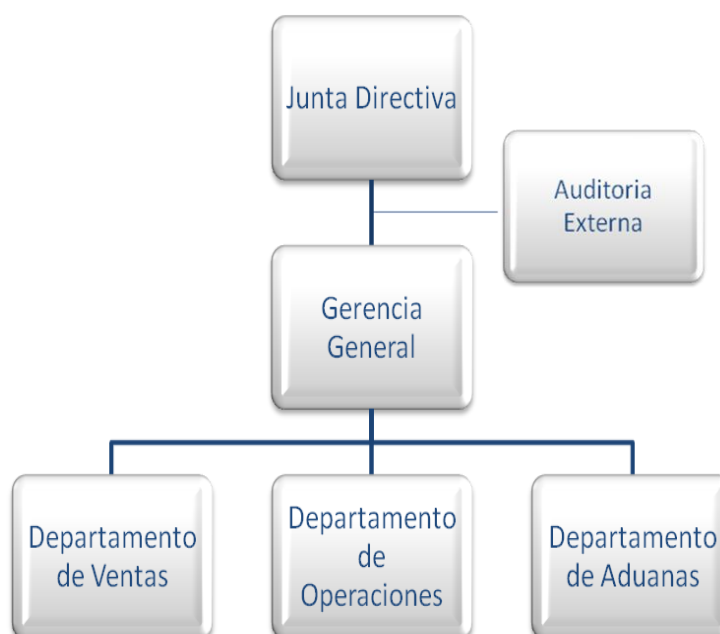 Junta Directiva
Auditoria
Externa
Gerencia
General
Departamento
de Ventas
Departamento
de
Operaciones
Departamento
de Aduanas